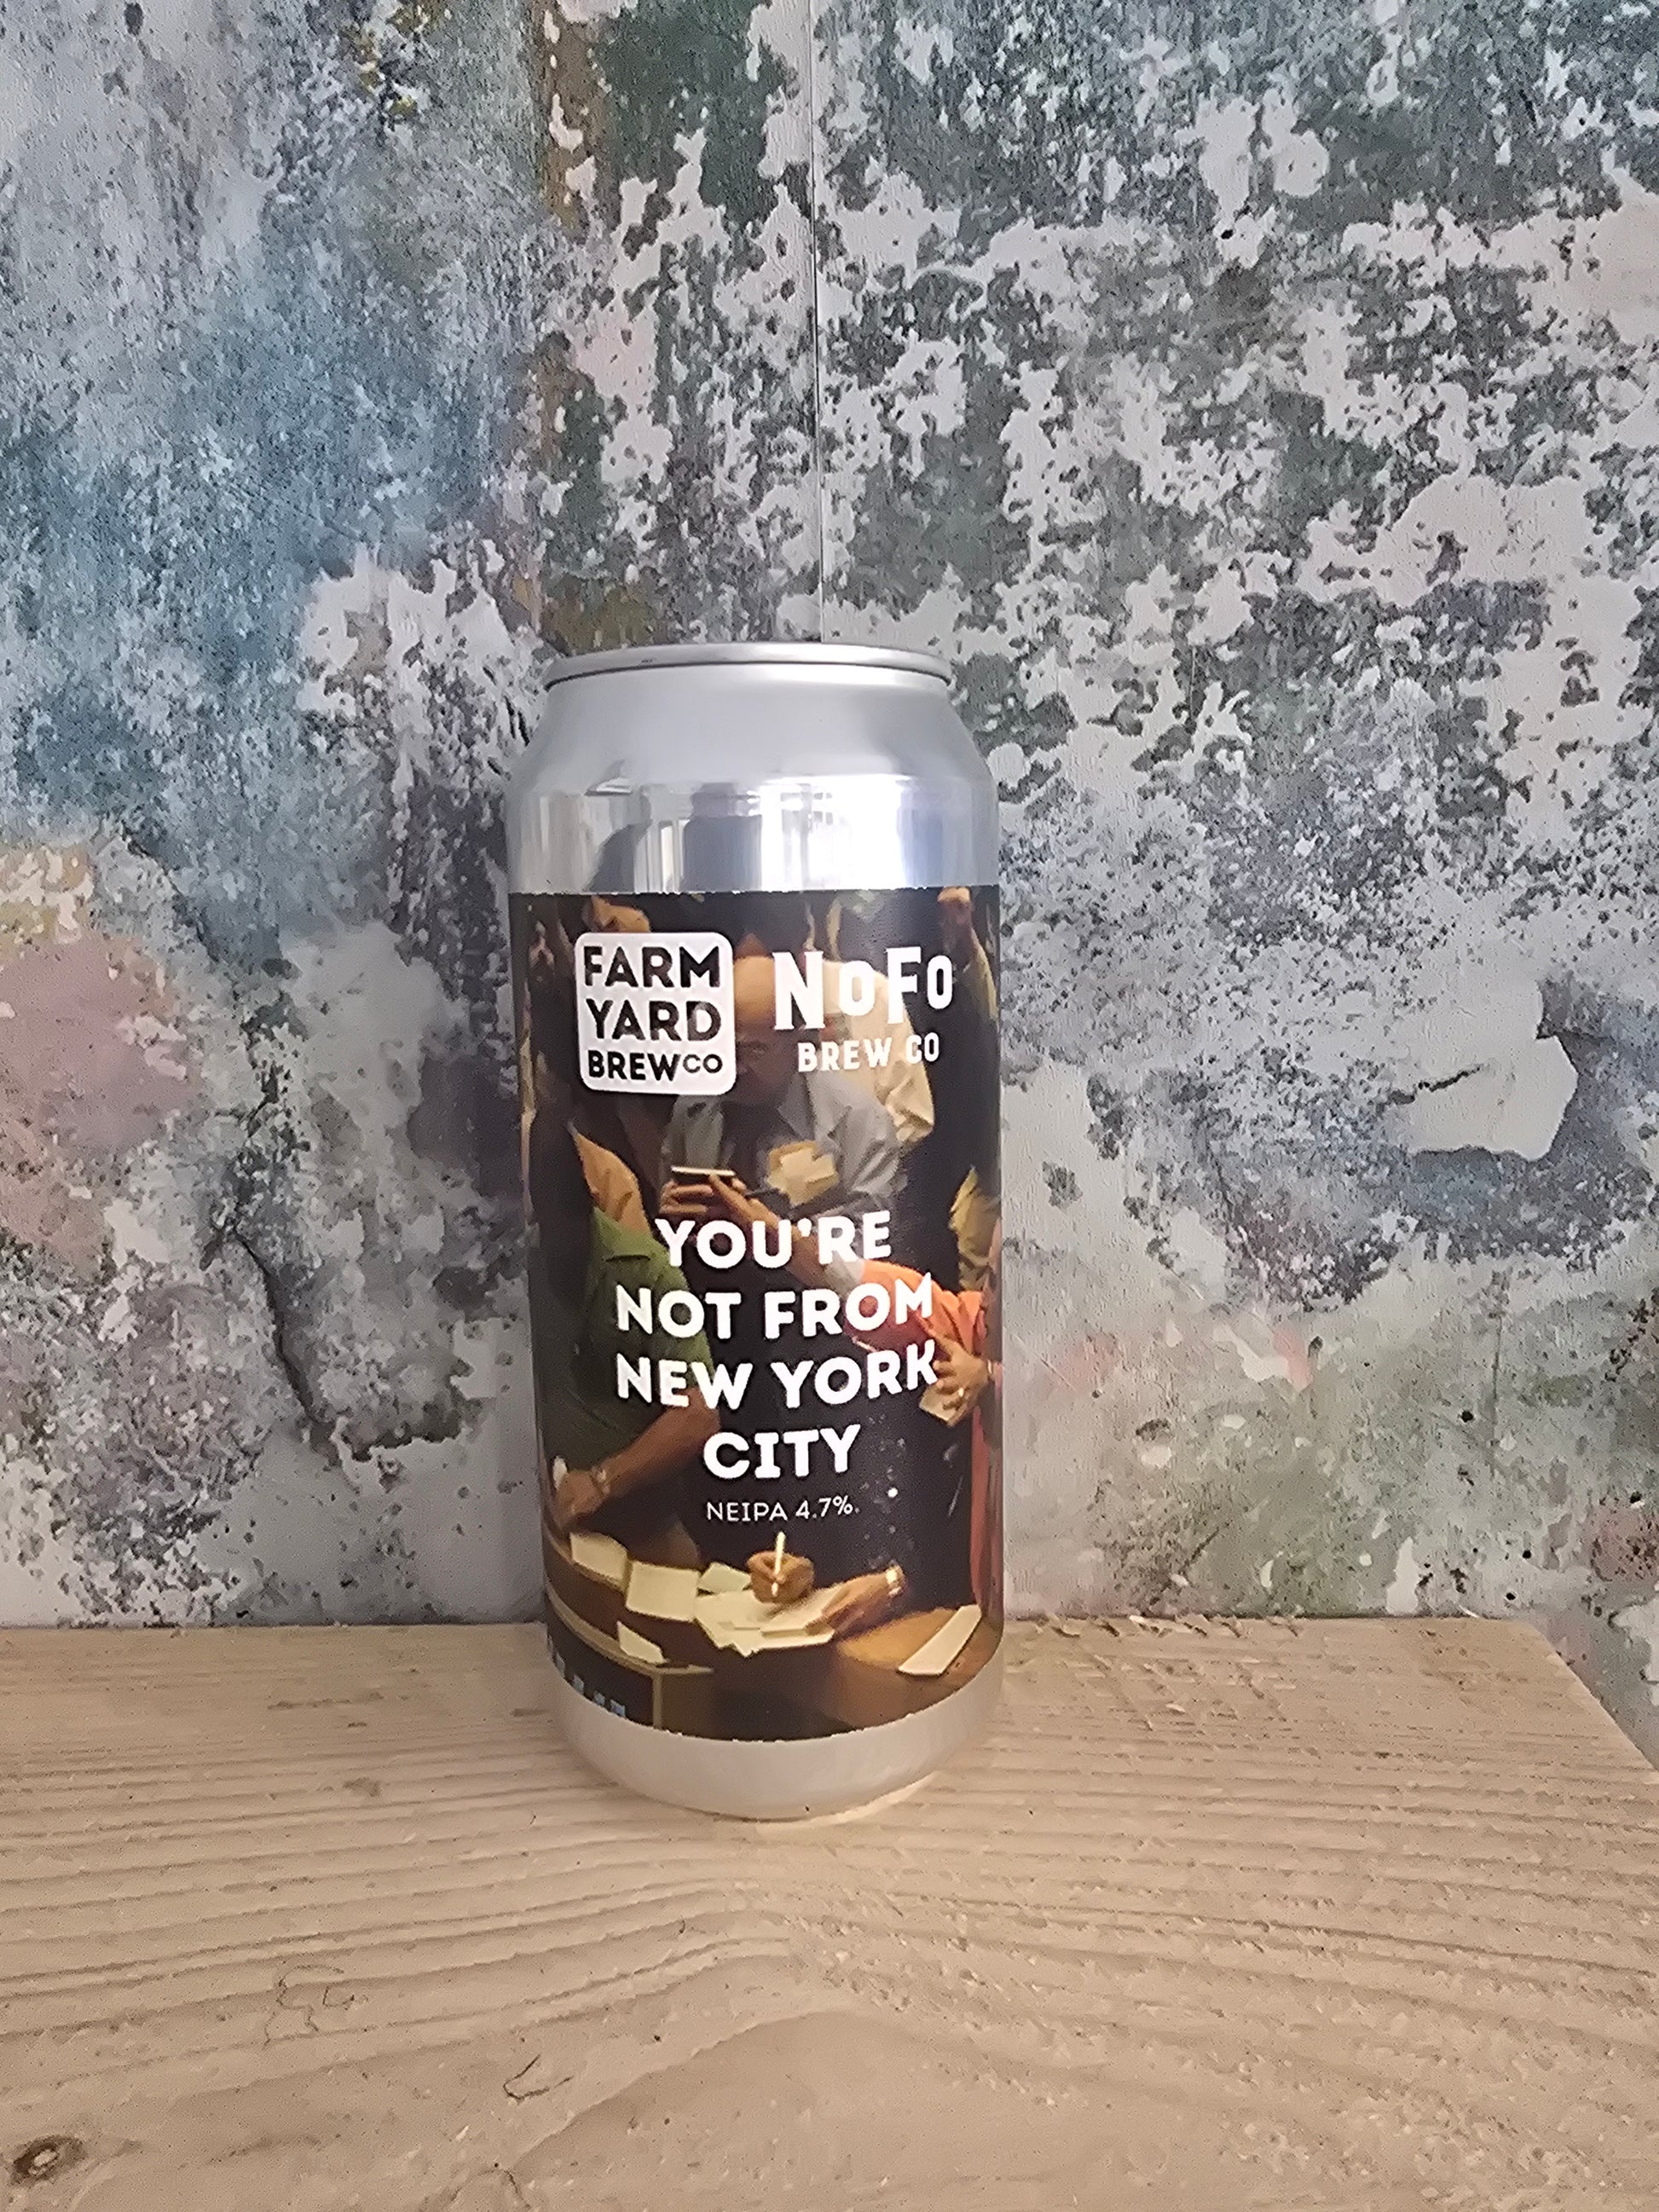 FARM
YARD
BREWCO
NoFo
BREW CO
YOU'RE
NOT FROM
NEW YORK
CITY
NEIPA 4.7%